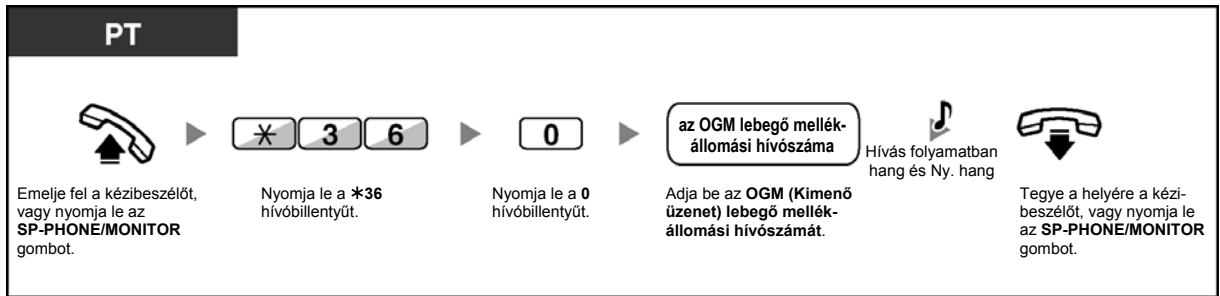 PT
* 3 6
0
az OGM lebegő mellék-
állomási hívószáma
Emelje fel a kézibeszélőt,
vagy nyomja le az
SP-PHONE/MONITOR
gombot.
Nyomja le a *36
hívóbillentyűt.
Nyomja le a 0
hívóbillentyűt.
Adja be az OGM (Kimenő
üzenet) lebegő mellék-
állomási hívószámát.
Hívás folyamatban
hang és Ny. hang
Tegye a helyére a kézi-
beszélőt, vagy nyomja le
az SP-PHONE/MONITOR
gombot.